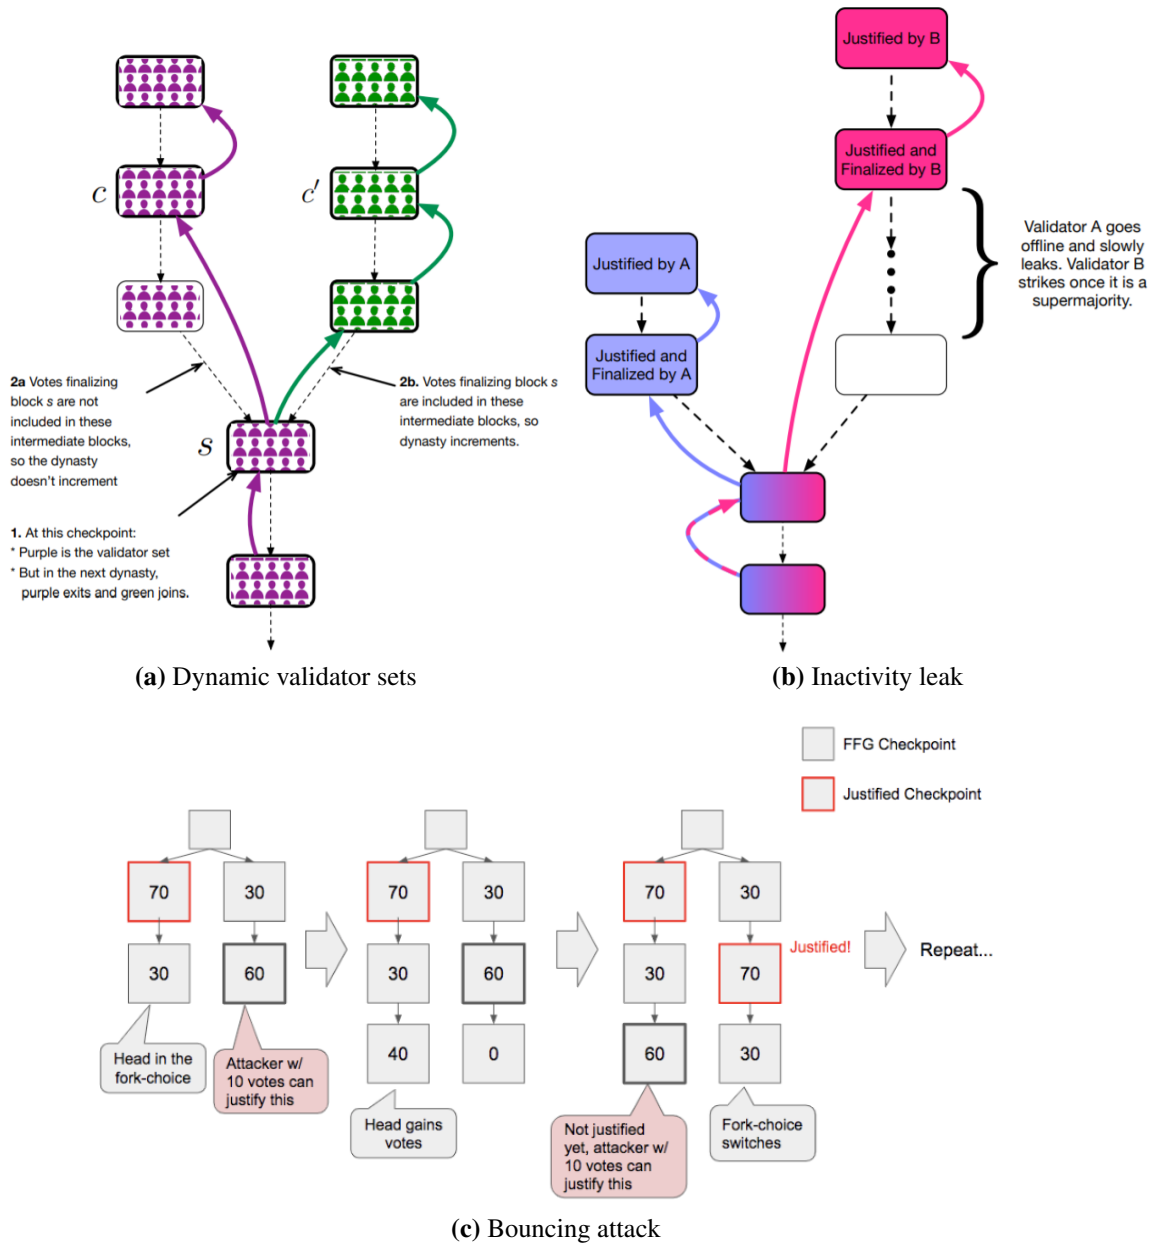 c
c′
2a Votes finalizing
block s are not
included in these
intermediate blocks,
so the dynasty
doesn't increment
2b. Votes finalizing block s
are included in these
intermediate blocks, so
dynasty increments.
s
1. At this checkpoint:
* Purple is the validator set
* But in the next dynasty,
purple exits and green joins.
(a) Dynamic validator sets
Justified by B
Justified and
Finalized by B
Validator A goes
offline and slowly
leaks. Validator B
strikes once it is a
supermajority.
Justified by A
Justified and
Finalized by A
(b) Inactivity leak
FFG Checkpoint
Justified Checkpoint
70
30
30
60
Head in the
fork-choice
Attacker w/
10 votes can
justify this
70
30
30
60
40
0
Head gains
votes
70
30
30
70
Justified!
60
30
Not justified
yet, attacker w/
10 votes can
justify this
Fork-choice
switches
Repeat...
(c) Bouncing attack